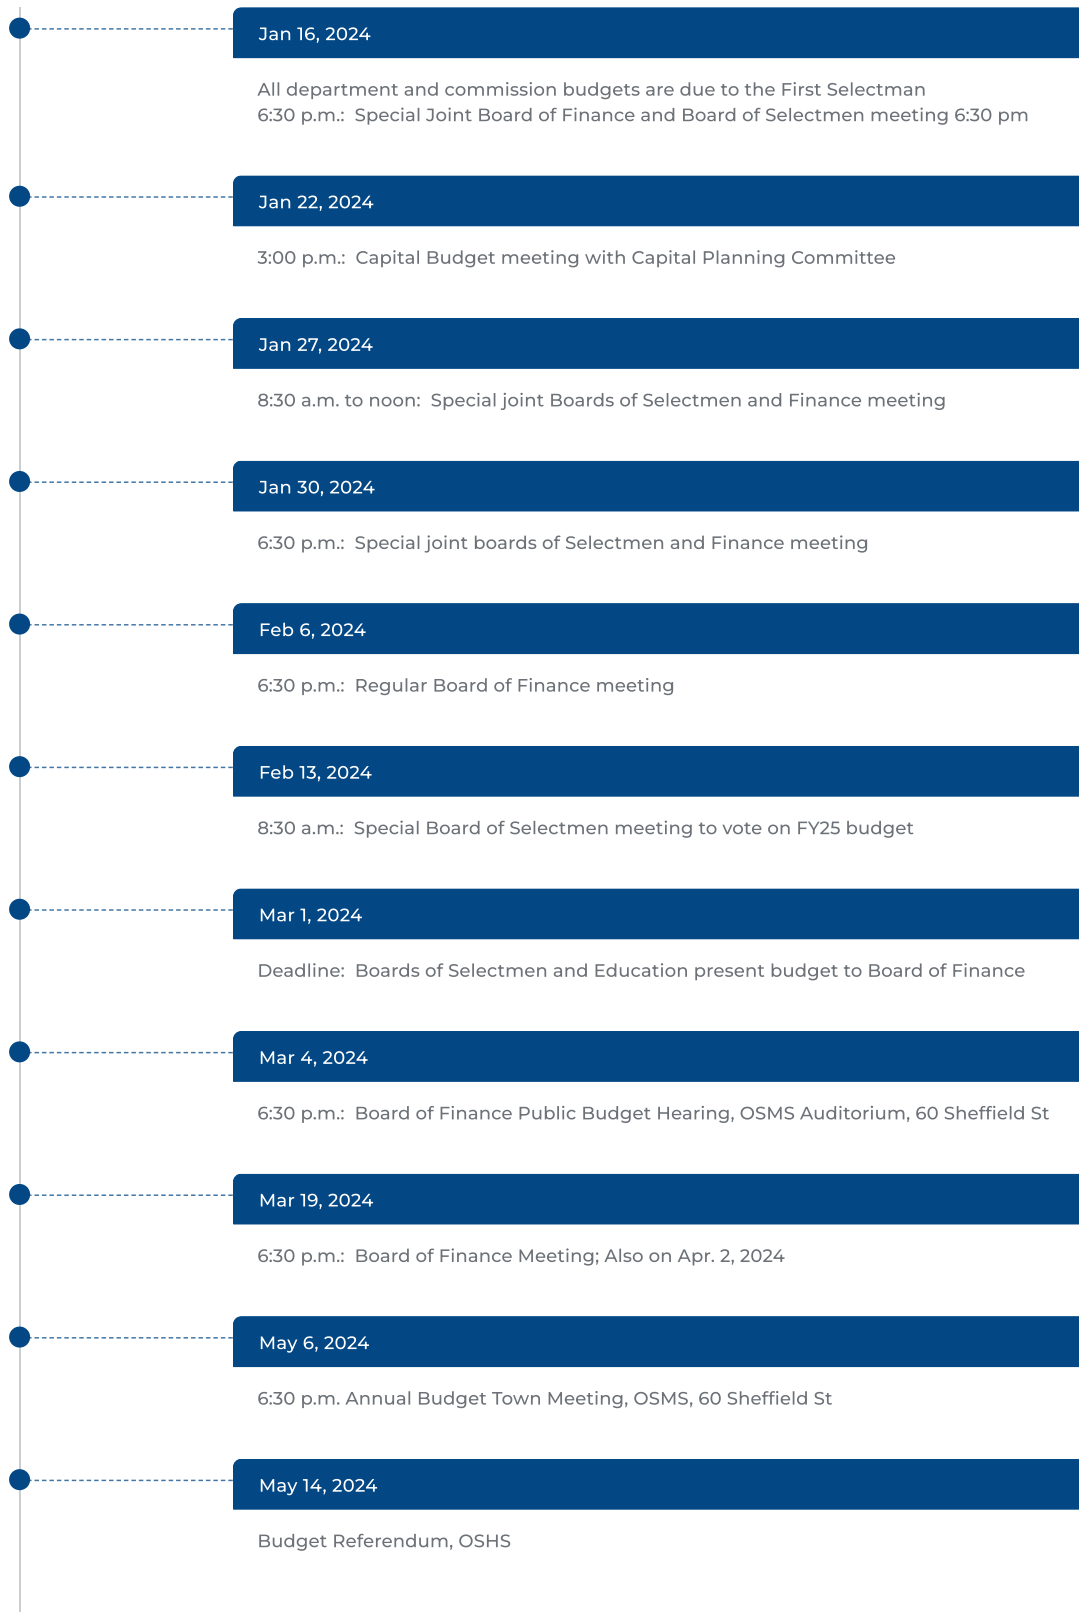 Jan 16, 2024
All department and commission budgets are due to the First Selectman
6:30 p.m.:  Special Joint Board of Finance and Board of Selectmen meeting 6:30 pm
Jan 22, 2024
3:00 p.m.:  Capital Budget meeting with Capital Planning Committee
Jan 27, 2024
8:30 a.m. to noon:  Special joint Boards of Selectmen and Finance meeting
Jan 30, 2024
6:30 p.m.:  Special joint boards of Selectmen and Finance meeting
Feb 6, 2024
6:30 p.m.:  Regular Board of Finance meeting
Feb 13, 2024
8:30 a.m.:  Special Board of Selectmen meeting to vote on FY25 budget
Mar 1, 2024
Deadline:  Boards of Selectmen and Education present budget to Board of Finance
Mar 4, 2024
6:30 p.m.:  Board of Finance Public Budget Hearing, OSMS Auditorium, 60 Sheffield St
Mar 19, 2024
6:30 p.m.:  Board of Finance Meeting; Also on Apr. 2, 2024
May 6, 2024
6:30 p.m. Annual Budget Town Meeting, OSMS, 60 Sheffield St
May 14, 2024
Budget Referendum, OSHS